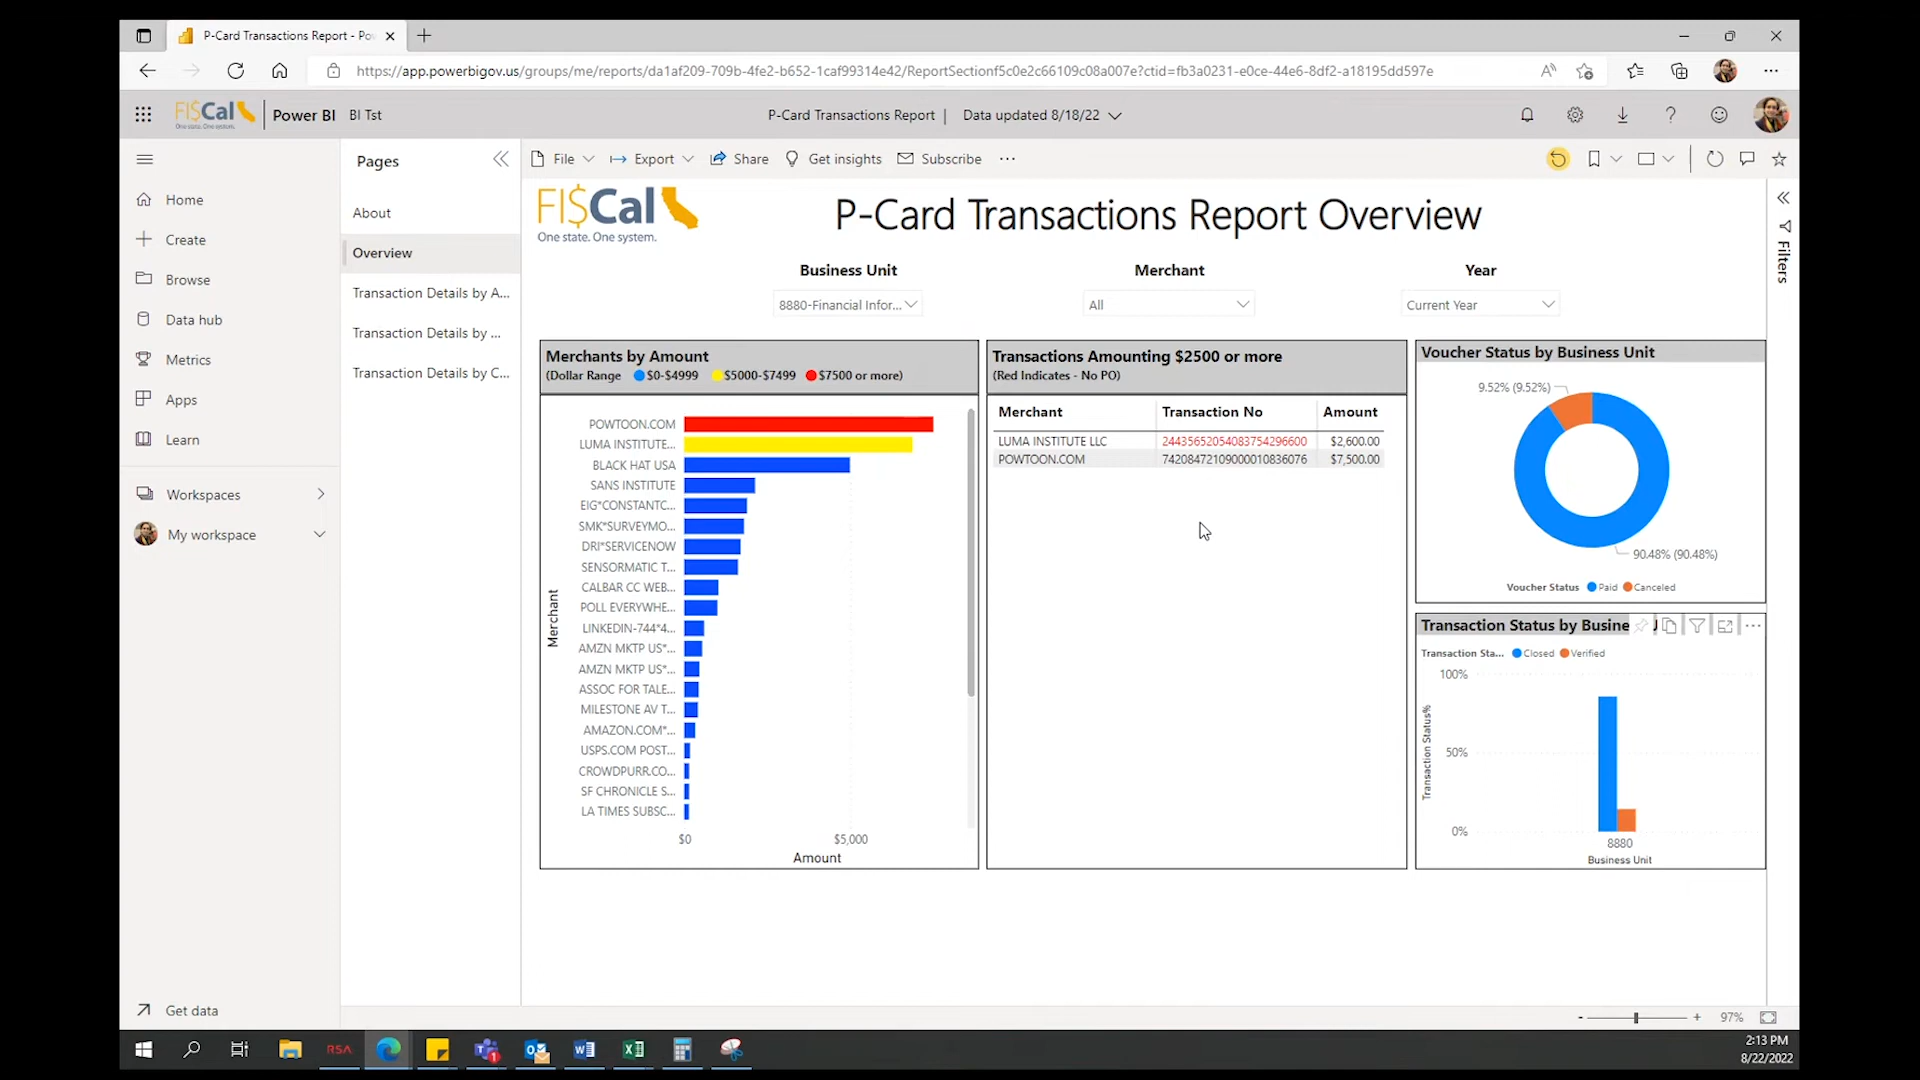 P-Card Transactions Report - Po
https://app.powerbigov.us/groups/me/reports/da1af209-709b-4fe2-b652-1caf99314e42/ReportSectionf5c0e2c66109c08a007e?ctid=fb3a0231-e0ce-44e6-8df2-a18195dd597e
FI$Cal
One state. One system.
Power BI
BI Tst
P-Card Transactions Report
Data updated 8/18/22
Home
Create
Browse
Data hub
Metrics
Apps
Learn
Workspaces
My workspace
Get data
Pages
About
Overview
Transaction Details by A...
Transaction Details by ...
Transaction Details by C...
File
Export
Share
Get insights
Subscribe
FI$Cal
One state. One system.
P-Card Transactions Report Overview
Business Unit
8880-Financial Infor...
Merchant
All
Year
Current Year
Filters
Merchants by Amount
(Dollar Range $0-$4999 $5000-$7499 $7500 or more)
Merchant
POWTOON.COM
LUMA INSTITUTE...
BLACK HAT USA
SANS INSTITUTE
EIG*CONSTANTC...
SMK*SURVEYMO...
DRI*SERVICENOW
SENSORMATIC T...
CALBAR CC WEB...
POLL EVERYWHE...
LINKEDIN-744*4...
AMZN MKTP US*...
AMZN MKTP US*...
ASSOC FOR TALE...
MILESTONE AV T...
AMAZON.COM*...
USPS.COM POST...
CROWDPURR.CO...
SF CHRONICLE S...
LA TIMES SUBSC...
$0 $5,000
Amount
Transactions Amounting $2500 or more
(Red Indicates - No PO)
Merchant Transaction No Amount
LUMA INSTITUTE LLC 24435652054083754296600 $2,600.00
POWTOON.COM 74208472109000010836076 $7,500.00
Voucher Status by Business Unit
9.52% (9.52%)
90.48% (90.48%)
Voucher Status Paid Canceled
Transaction Status by Busine
Transaction Sta... Closed Verified
Transaction Status%
100%
50%
0%
8880
Business Unit
97%
RSA
2:13 PM
8/22/2022